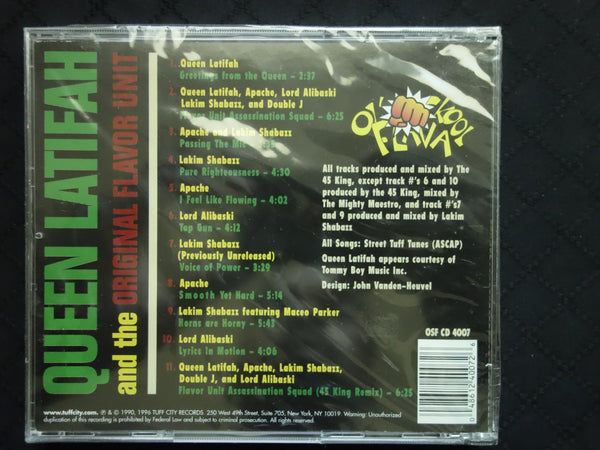 QUEEN LATIFAH
and the ORIGINAL FLAVOR UNIT
1. Queen Latifah
Greetings from the Queen – 2:37
2. Queen Latifah, Apache, Lord Alibaski
Lakim Shabazz, and Double J
Flavor Unit Assassination Squad – 6:25
3. Apache and Lakim Shabazz
Passing The Mic –
4. Lakim Shabazz
Pure Righteousness – 4:30
5. Apache
I Feel Like Flowing – 4:02
6. Lord Alibaski
Top Gun – 4:12
7. Lakim Shabazz
(Previously Unreleased)
Voice of Power – 3:29
8. Apache
Smooth Yet Hard – 5:14
9. Lakim Shabazz featuring Maceo Parker
Horns are Horny – 5:43
10. Lord Alibaski
Lyrics In Motion – 4:06
11. Queen Latifah, Apache, Lakim Shabazz,
Double J, and Lord Alibaski
Flavor Unit Assassination Squad (45 King Remix) – 6:25
OL' SKOOL
FLAVA
All tracks produced and mixed by The
45 King, except track #'s 6 and 10
produced by the 45 King, mixed by
The Mighty Maestro, and track #'s7
and 9 produced and mixed by Lakim
Shabazz
All Songs: Street Tuff Tunes (ASCAP)
Queen Latifah appears courtesy of
Tommy Boy Music Inc.
Design: John Vanden-Heuvel
OSF CD 4007
0 48612 40072 6
www.tuffcity.com. ℗ & © 1990, 1996 TUFF CITY RECORDS. 250 West 49th Street, Suite 705, New York, NY 10019. Warning: Unauthorized
duplication of this recording is prohibited by Federal Law and subject to criminal prosecution. All rights reserved.